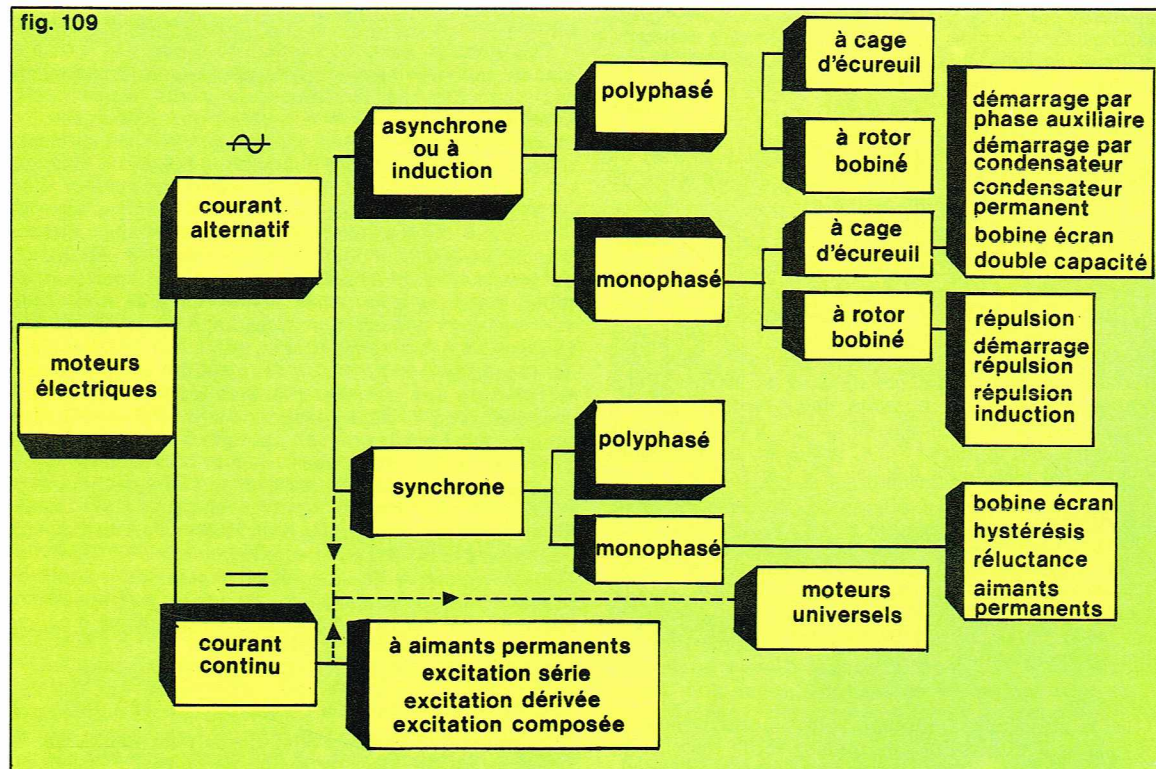 fig. 109
moteurs
électriques
courant
alternatif
asynchrone
ou à
induction
polyphasé
à cage
d'écureuil
à rotor
bobiné
monophasé
à cage
d'écureuil
démarrage par
phase auxiliaire
démarrage par
condensateur
condensateur
permanent
bobine écran
double capacité
à rotor
bobiné
répulsion
démarrage
répulsion
répulsion
induction
synchrone
polyphasé
monophasé
bobine écran
hystérésis
réluctance
aimants
permanents
moteurs
universels
courant
continu
à aimants permanents
excitation série
excitation dérivée
excitation composée